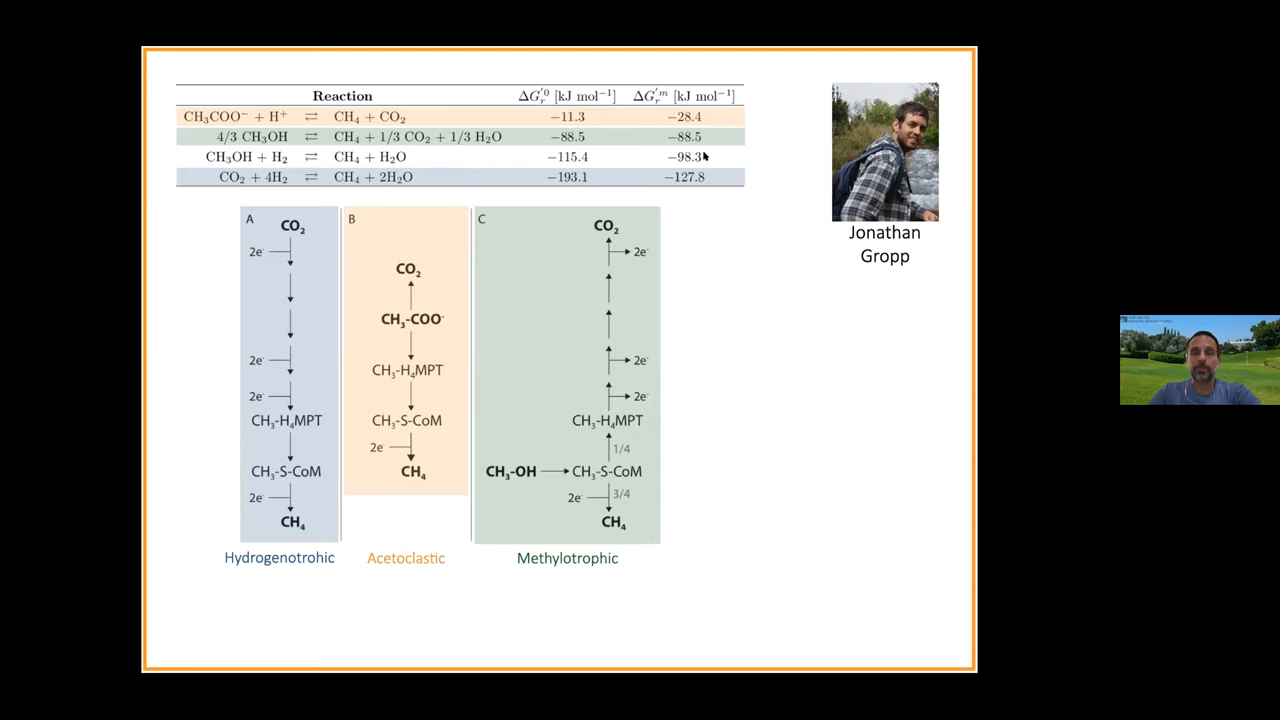 Reaction ΔG′⁰ᵣ [kJ mol⁻¹] ΔG′ᵐᵣ [kJ mol⁻¹]
CH₃COO⁻ + H⁺ ⇄ CH₄ + CO₂ −11.3 −28.4
4/3 CH₃OH ⇄ CH₄ + 1/3 CO₂ + 1/3 H₂O −88.5 −88.5
CH₃OH + H₂ ⇄ CH₄ + H₂O −115.4 −98.3
CO₂ + 4H₂ ⇄ CH₄ + 2H₂O −193.1 −127.8
A
CO₂
2e⁻
2e⁻
2e⁻
CH₃-H₄MPT
CH₃-S-CoM
2e⁻
CH₄
Hydrogenotrohic
B
CO₂
CH₃-COO⁻
CH₃-H₄MPT
CH₃-S-CoM
2e⁻
CH₄
Acetoclastic
C
CO₂
2e⁻
2e⁻
2e⁻
CH₃-H₄MPT
1/4
CH₃-OH CH₃-S-CoM
2e⁻ 3/4
CH₄
Methylotrophic
Jonathan
Gropp